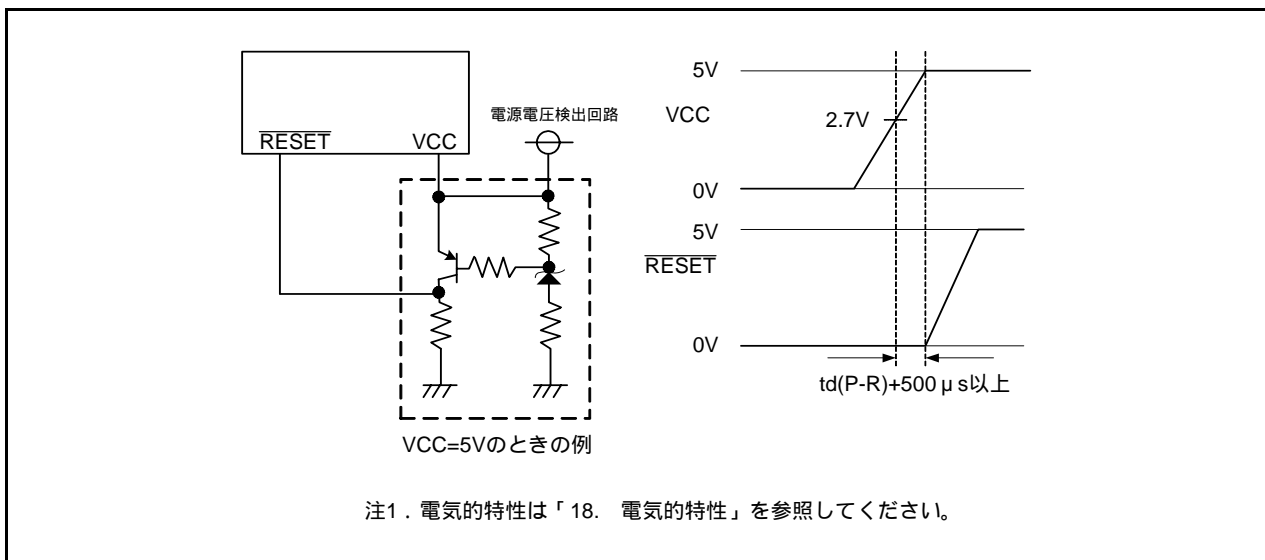 電源電圧検出回路
RESET
VCC
VCC=5Vのときの例
5V
VCC
2.7V
0V
5V
RESET
0V
td(P-R)+500μs以上
注1．電気的特性は「18. 電気的特性」を参照してください。